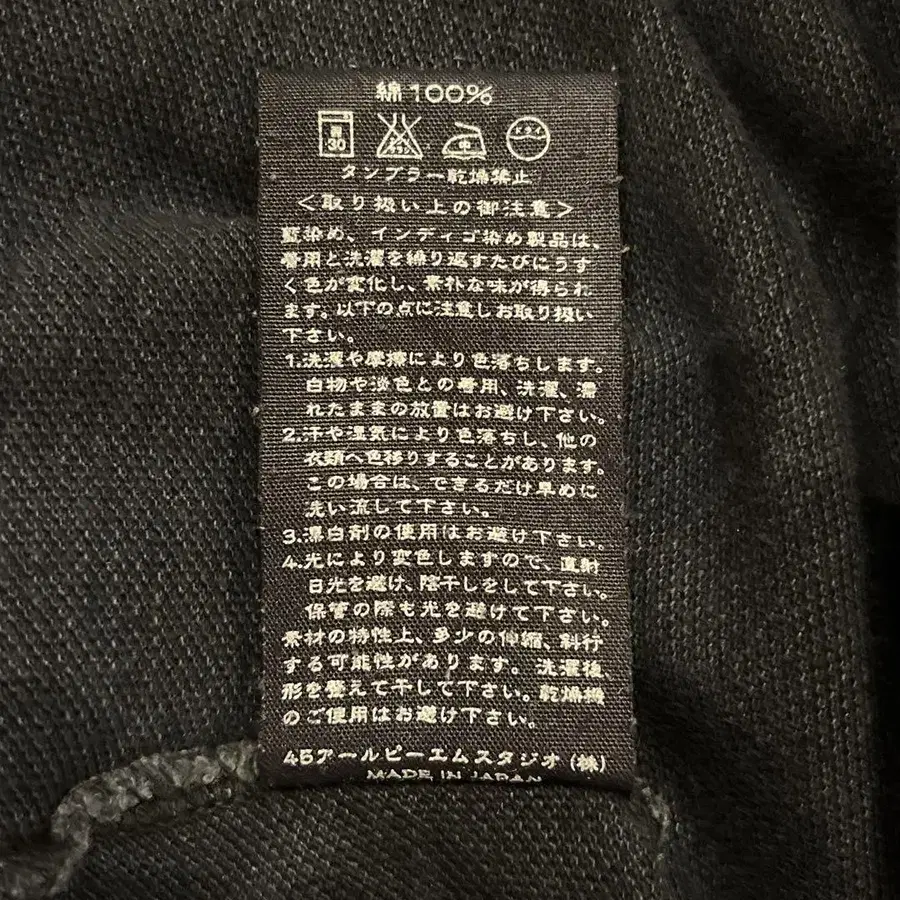 綿100%
弱
30
エンソ
サラシ
中
ドライ
タンブラー乾燥禁止
<取り扱い上の御注意>
藍染め、インディゴ染め製品は、
着用と洗濯を繰り返すたびにうす
く色が変化し、素朴な味が得られ
ます。以下の点に注意しお取り扱い
下さい。
1.洗濯や摩擦により色落ちします。
白物や淡色との着用、洗濯、濡
れたままの放置はお避け下さい。
2.汗や湿気により色落ちし、他の
衣類へ色移りすることがあります。
この場合は、できるだけ早めに
洗い流して下さい。
3.漂白剤の使用はお避け下さい。
4.光により変色しますので、直射
日光を避け、陰干しをして下さい。
保管の際も光を避けて下さい。
素材の特性上、多少の伸縮、斜行
する可能性があります。洗濯後、
形を整えて干して下さい。乾燥機
のご使用はお避け下さい。
45アールピーエムスタジオ(株)
MADE IN JAPAN